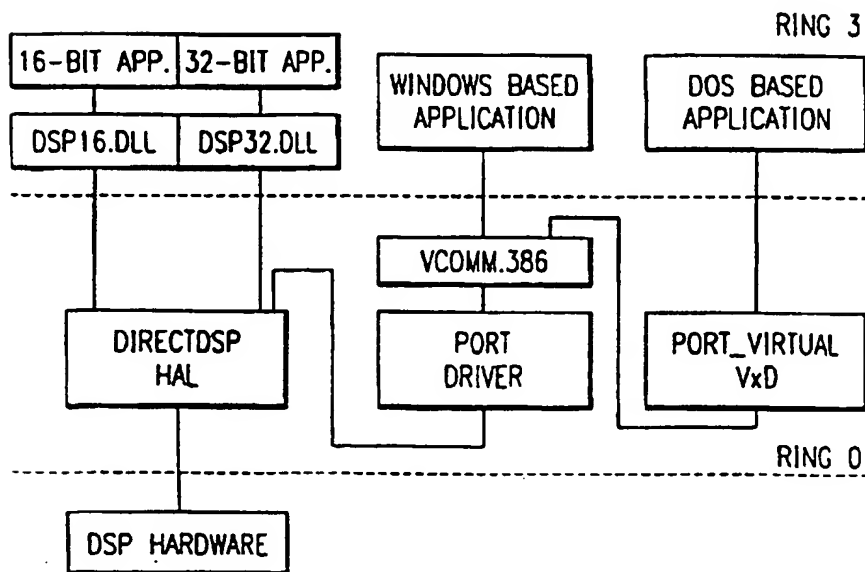 RING 3
16-BIT APP.
32-BIT APP.
WINDOWS BASED
APPLICATION
DOS BASED
APPLICATION
DSP16.DLL
DSP32.DLL
VCOMM.386
DIRECTDSP
HAL
PORT
DRIVER
PORT_VIRTUAL
VxD
RING 0
DSP HARDWARE